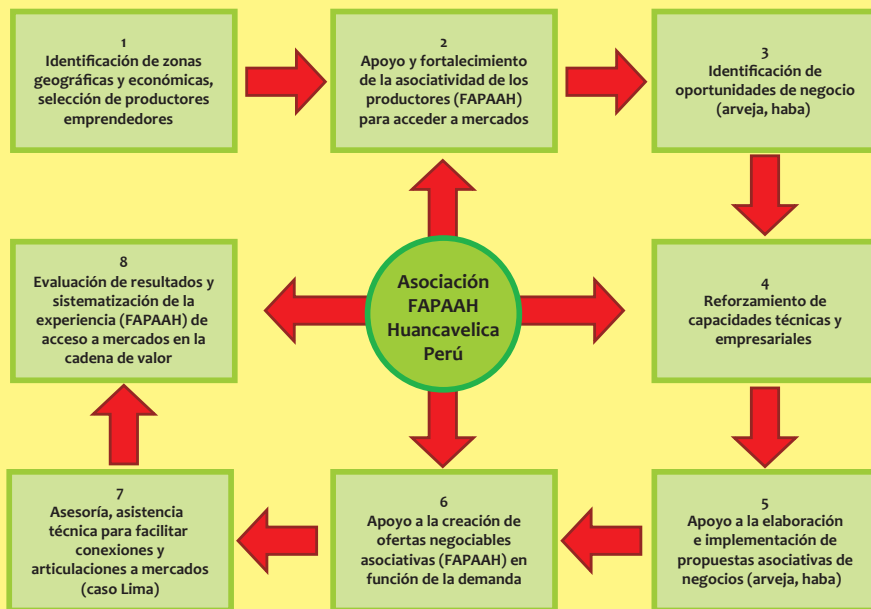 1
Identificación de zonas
geográficas y económicas,
selección de productores
emprendedores
2
Apoyo y fortalecimiento
de la asociatividad de los
productores (FAPAAH)
para acceder a mercados
3
Identificación de
oportunidades de negocio
(arveja, haba)
8
Evaluación de resultados y
sistematización de la
experiencia (FAPAAH) de
acceso a mercados en la
cadena de valor
Asociación
FAPAAH
Huancavelica
Perú
4
Reforzamiento de
capacidades técnicas y
empresariales
7
Asesoría, asistencia
técnica para facilitar
conexiones y
articulaciones a mercados
(caso Lima)
6
Apoyo a la creación de
ofertas negociables
asociativas (FAPAAH) en
función de la demanda
5
Apoyo a la elaboración
e implementación de
propuestas asociativas de
negocios (arveja, haba)